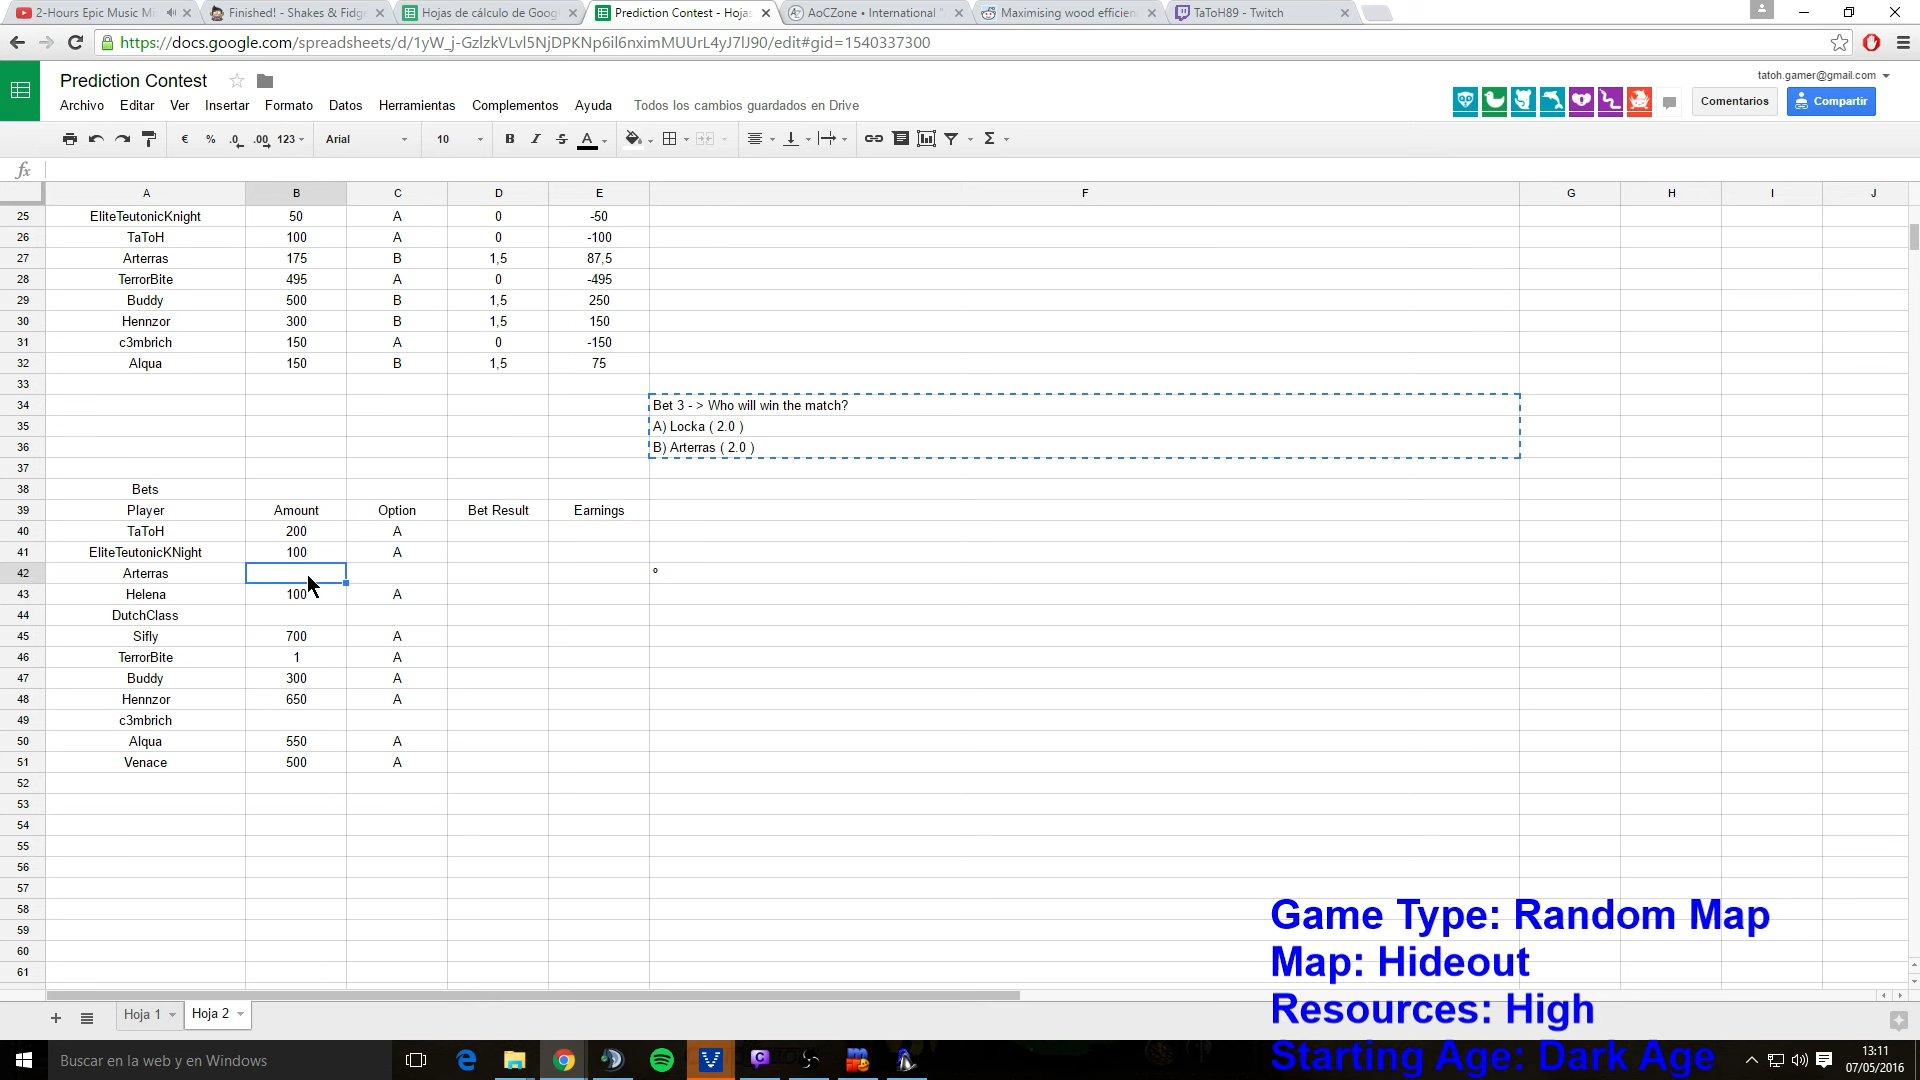 2-Hours Epic Music Mi
Finished! - Shakes & Fidge
Hojas de cálculo de Goog
Prediction Contest - Hojas
AoCZone • International "
Maximising wood efficien
TaToH89 - Twitch
https://docs.google.com/spreadsheets/d/1yW_j-GzlzkVLvl5NjDPKNp6il6nximMUUrL4yJ7lJ90/edit#gid=1540337300
Prediction Contest
tatoh.gamer@gmail.com
Archivo Editar Ver Insertar Formato Datos Herramientas Complementos Ayuda Todos los cambios guardados en Drive
Comentarios Compartir
€ % .0 .00 123 Arial 10 B I S A Σ
fx
A B C D E F G H I J
25 EliteTeutonicKnight 50 A 0 -50
26 TaToH 100 A 0 -100
27 Arterras 175 B 1,5 87,5
28 TerrorBite 495 A 0 -495
29 Buddy 500 B 1,5 250
30 Hennzor 300 B 1,5 150
31 c3mbrich 150 A 0 -150
32 Alqua 150 B 1,5 75
33
34 Bet 3 - > Who will win the match?
35 A) Locka ( 2.0 )
36 B) Arterras ( 2.0 )
37
38 Bets
39 Player Amount Option Bet Result Earnings
40 TaToH 200 A
41 EliteTeutonicKNight 100 A
42 Arterras º
43 Helena 100 A
44 DutchClass
45 Sifly 700 A
46 TerrorBite 1 A
47 Buddy 300 A
48 Hennzor 650 A
49 c3mbrich
50 Alqua 550 A
51 Venace 500 A
52
53
54
55
56
57
58
59
60
61
Game Type: Random Map
Map: Hideout
Resources: High
Starting Age: Dark Age
+ Hoja 1 Hoja 2
Buscar en la web y en Windows
13:11
07/05/2016